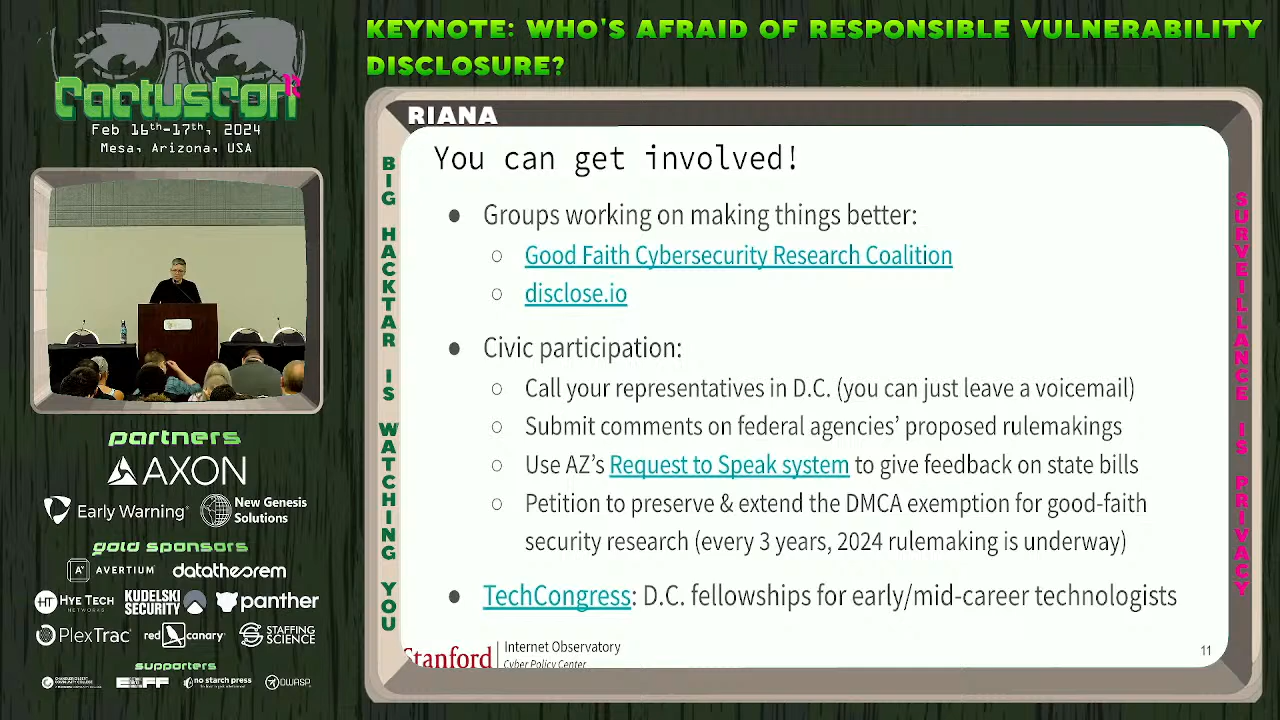 KEYNOTE: WHO'S AFRAID OF RESPONSIBLE VULNERABILITY
DISCLOSURE?
CactusCon
Feb 16th-17th, 2024
Mesa, Arizona, USA
RIANA
You can get involved!
● Groups working on making things better:
○ Good Faith Cybersecurity Research Coalition
○ disclose.io
● Civic participation:
○ Call your representatives in D.C. (you can just leave a voicemail)
○ Submit comments on federal agencies' proposed rulemakings
○ Use AZ's Request to Speak system to give feedback on state bills
○ Petition to preserve & extend the DMCA exemption for good-faith
security research (every 3 years, 2024 rulemaking is underway)
● TechCongress: D.C. fellowships for early/mid-career technologists
Stanford
Internet Observatory
Cyber Policy Center
11
BIG HACKTAR IS WATCHING YOU
SURVEILLANCE IS PRIVACY
partners
AXON
Early Warning
New Genesis
Solutions
gold sponsors
A+ AVERTIUM
datatheorem
HT HYE TECH
NETWORKS
KUDELSKI
SECURITY
panther
PlexTrac
red canary
STAFFING
SCIENCE
supporters
EFF
no starch press
OWASP